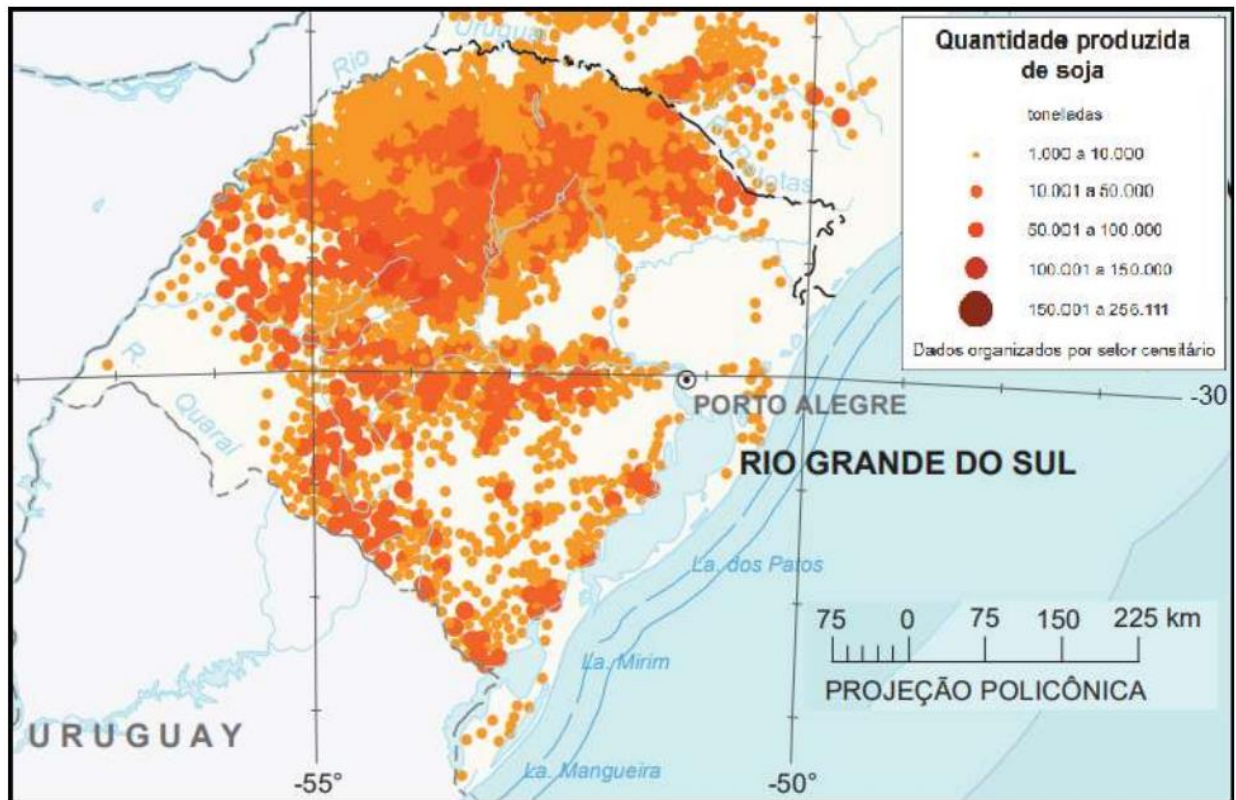 Quantidade produzida
de soja
toneladas
1.000 a 10.000
10.001 a 50.000
50.001 a 100.000
100.001 a 150.000
150.001 a 256.111
Dados organizados por setor censitário
Rio
Uruguai
R. Pelotas
R. Quaraí
PORTO ALEGRE
-30
RIO GRANDE DO SUL
La. dos Patos
75 0 75 150 225 km
La. Mirim
PROJEÇÃO POLICÔNICA
URUGUAY
La. Mangueira
-55°
-50°